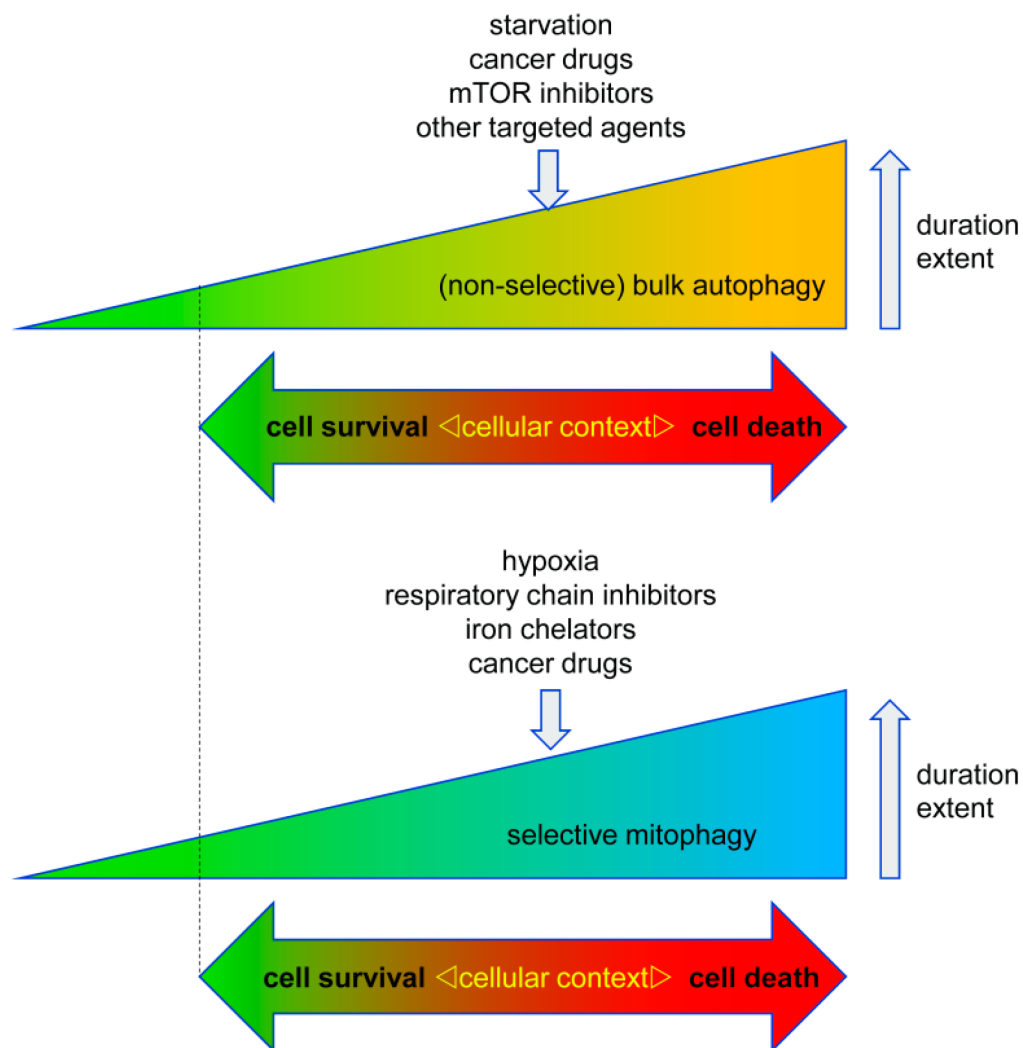 starvation
cancer drugs
mTOR inhibitors
other targeted agents
duration
extent
(non-selective) bulk autophagy
cell survival ◁cellular context▷ cell death
hypoxia
respiratory chain inhibitors
iron chelators
cancer drugs
duration
extent
selective mitophagy
cell survival ◁cellular context▷ cell death